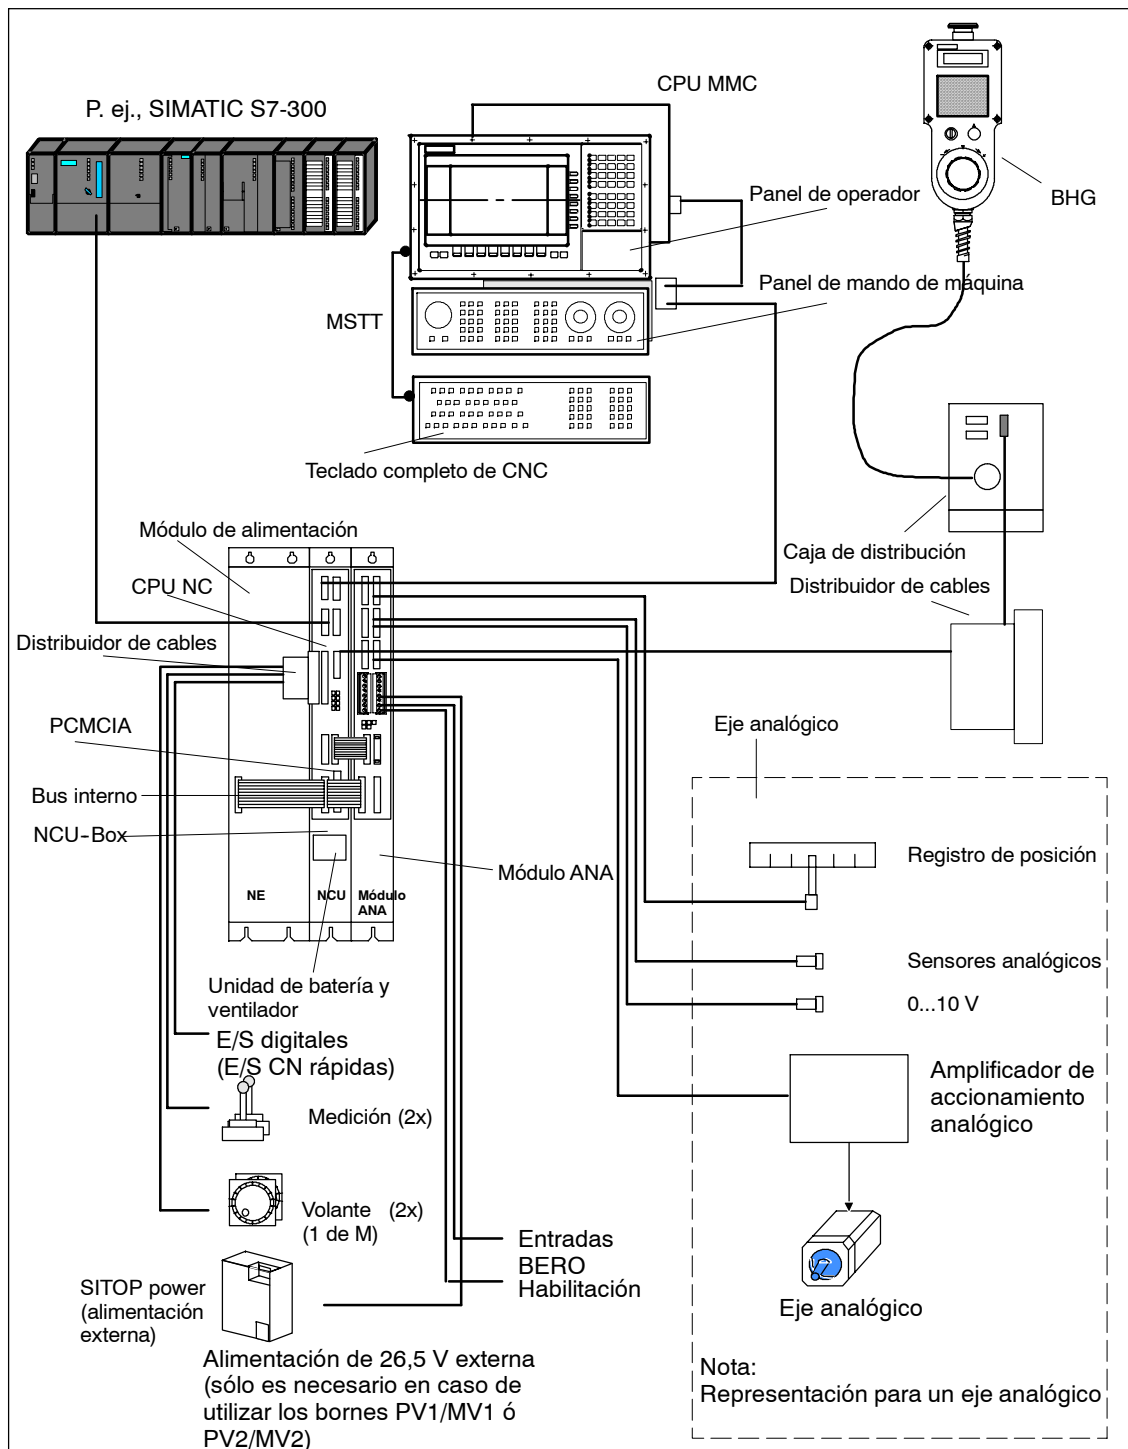 P. ej., SIMATIC S7-300
CPU MMC
Panel de operador
BHG
Panel de mando de máquina
MSTT
Teclado completo de CNC
Módulo de alimentación
Caja de distribución
CPU NC
Distribuidor de cables
Distribuidor de cables
PCMCIA
Eje analógico
Bus interno
NCU-Box
Registro de posición
Módulo ANA
NE
NCU
Módulo
ANA
Unidad de batería y
ventilador
Sensores analógicos
0...10 V
E/S digitales
(E/S CN rápidas)
Amplificador de
accionamiento
analógico
Medición (2x)
Volante (2x)
(1 de M)
Entradas
BERO
Habilitación
SITOP power
(alimentación
externa)
Eje analógico
Alimentación de 26,5 V externa
(sólo es necesario en caso de
utilizar los bornes PV1/MV1 ó
PV2/MV2)
Nota:
Representación para un eje analógico